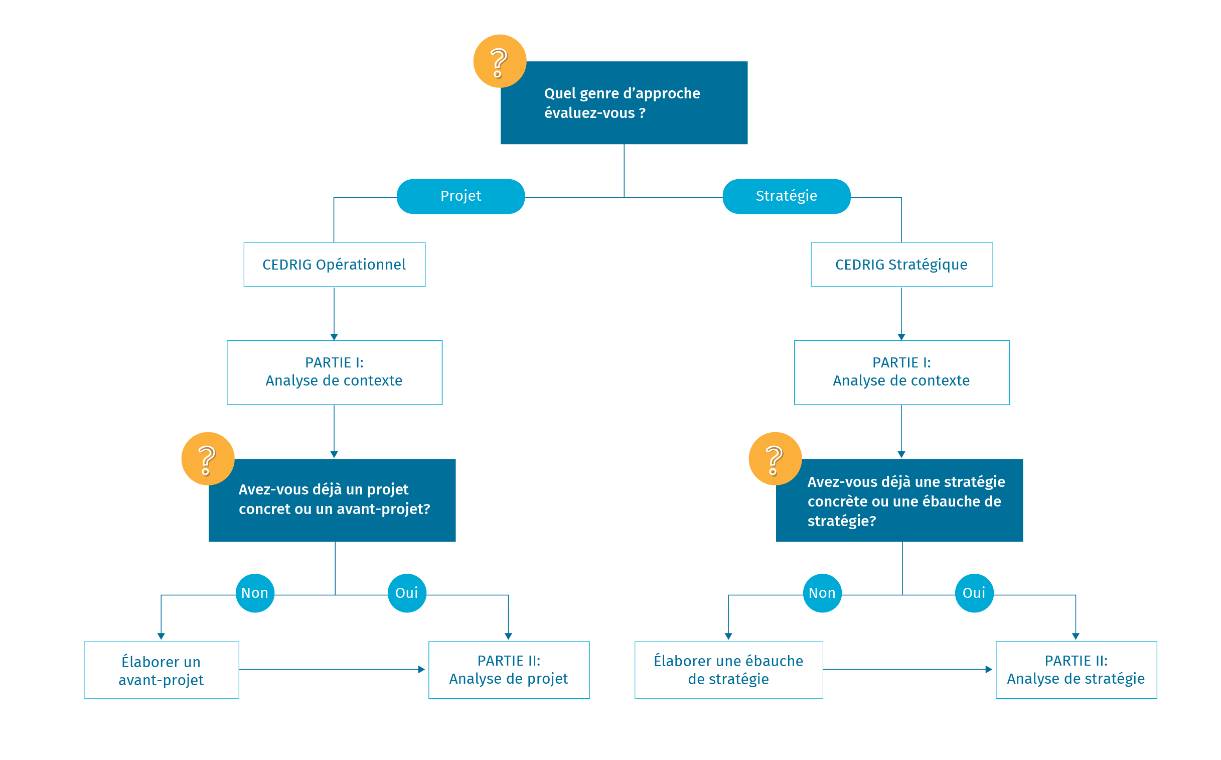 ?
Quel genre d'approche
évaluez-vous ?
Projet
Stratégie
CEDRIG Opérationnel
CEDRIG Stratégique
PARTIE I:
Analyse de contexte
PARTIE I:
Analyse de contexte
?
Avez-vous déjà un projet
concret ou un avant-projet?
?
Avez-vous déjà une stratégie
concrète ou une ébauche de
stratégie?
Non
Oui
Non
Oui
Élaborer un
avant-projet
PARTIE II:
Analyse de projet
Élaborer une ébauche
de stratégie
PARTIE II:
Analyse de stratégie